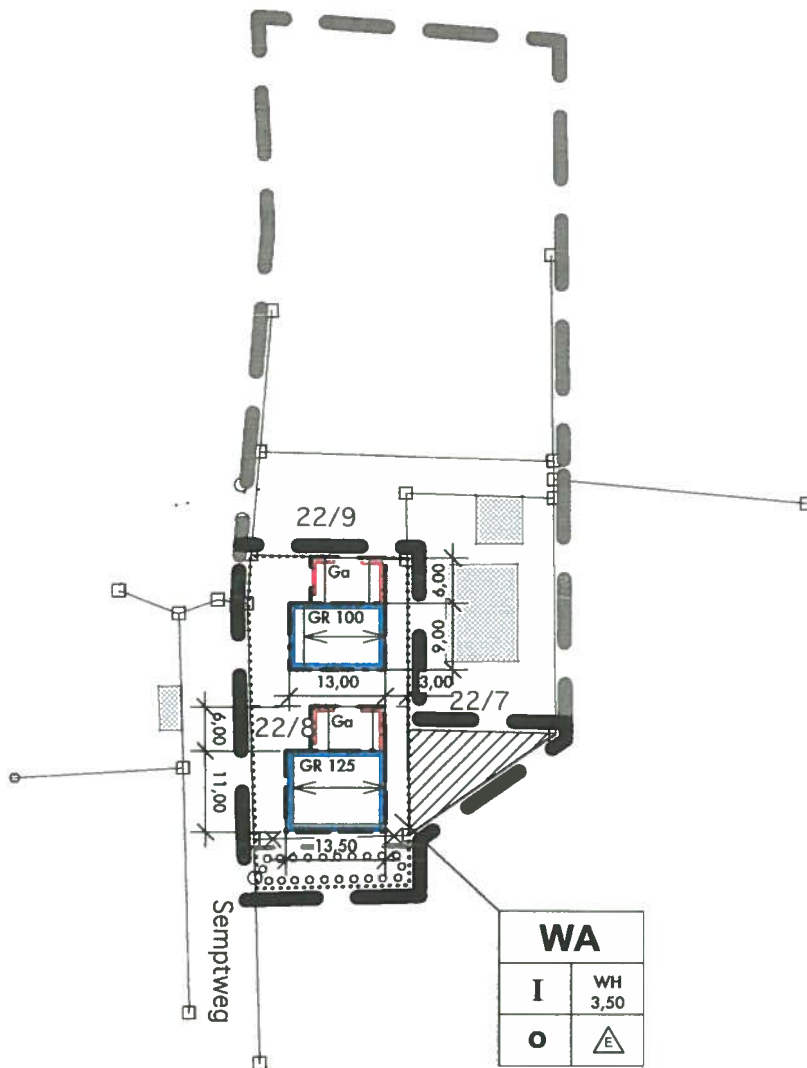 22/9
Ga
6,00
GR 100
9,00
13,00
3,00
22/7
22/8
Ga
6,00
GR 125
11,00
13,50
Semptweg
WA
I
WH
3,50
o
E